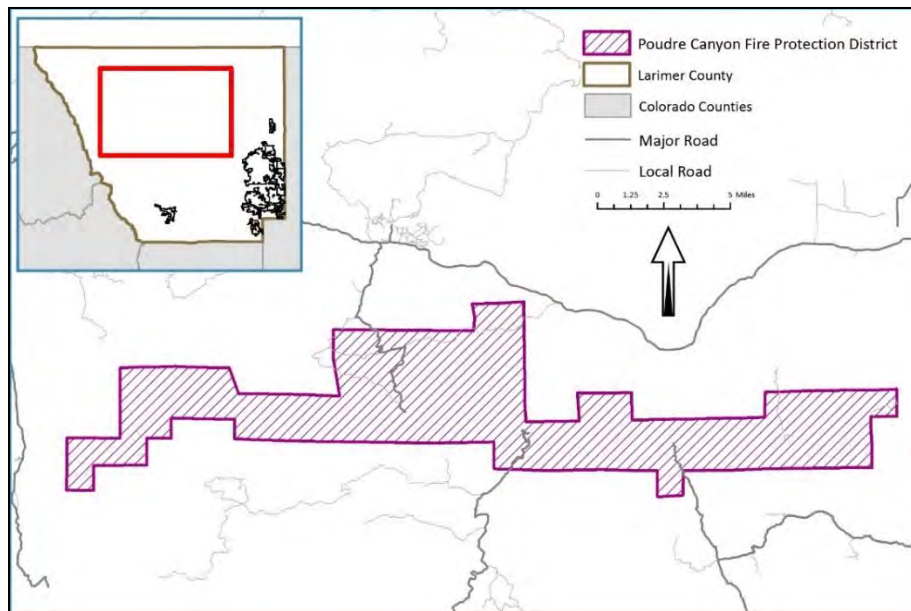 Poudre Canyon Fire Protection District
Larimer County
Colorado Counties
Major Road
Local Road
0 1.25 2.5 5 Miles